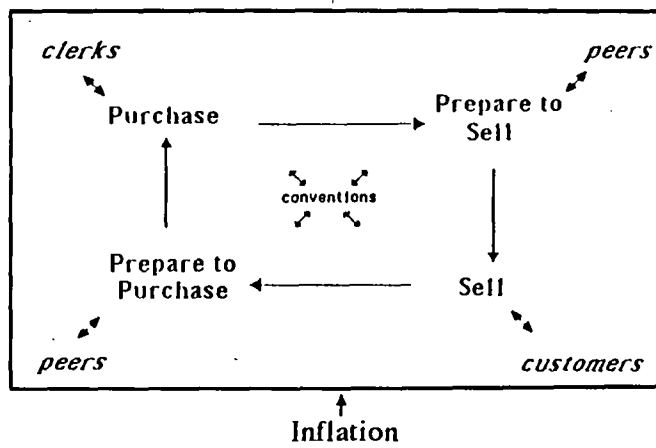 clerks
peers
Purchase
Prepare to
Sell
conventions
Prepare to
Purchase
Sell
peers
customers
Inflation